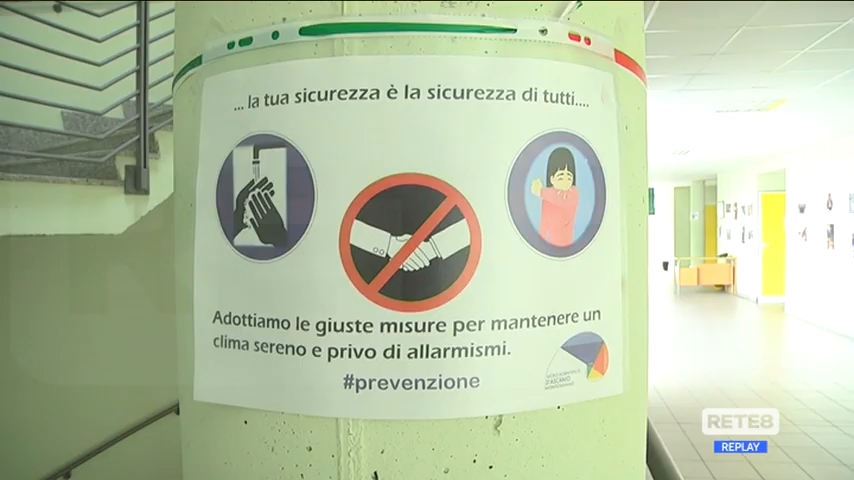 ... la tua sicurezza è la sicurezza di tutti....
Adottiamo le giuste misure per mantenere un
clima sereno e privo di allarmismi.
#prevenzione
D'ASCANIO
RETE8
REPLAY